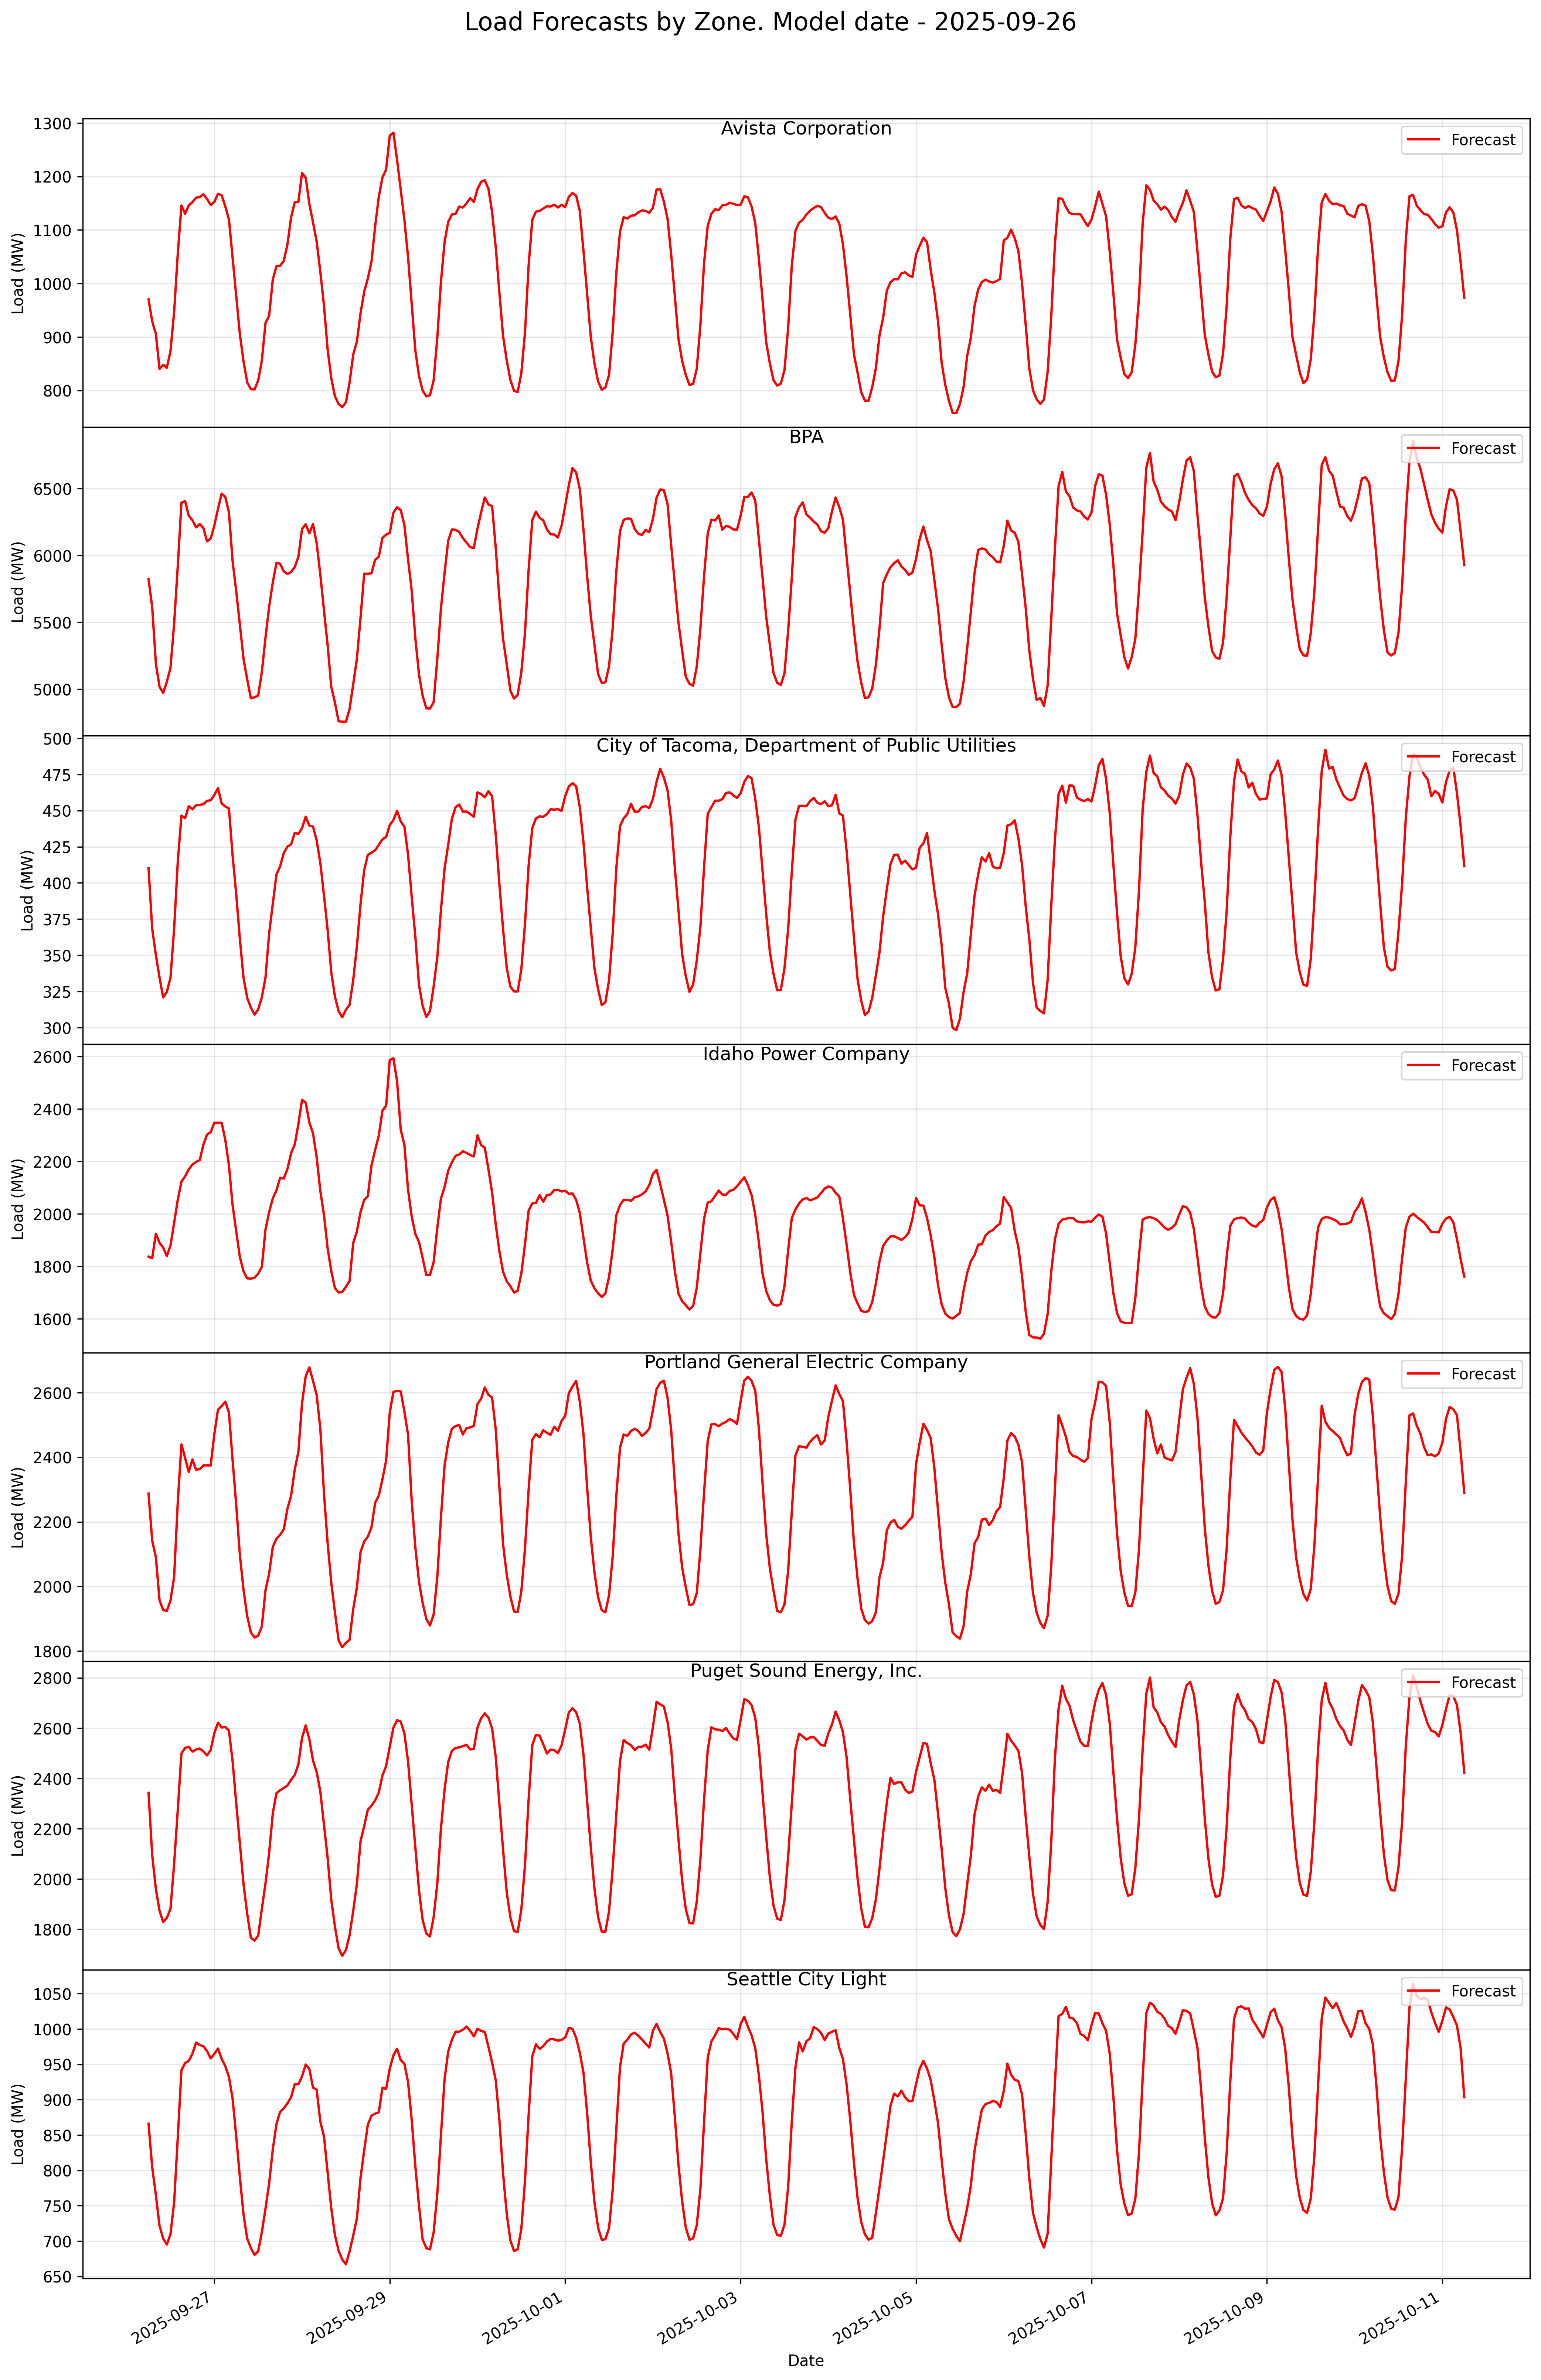 Load Forecasts by Zone. Model date - 2025-09-26
Avista Corporation
Forecast
Load (MW)
1300
1200
1100
1000
900
800
BPA
Forecast
Load (MW)
6500
6000
5500
5000
City of Tacoma, Department of Public Utilities
Forecast
Load (MW)
500
475
450
425
400
375
350
325
300
Idaho Power Company
Forecast
Load (MW)
2600
2400
2200
2000
1800
1600
Portland General Electric Company
Forecast
Load (MW)
2600
2400
2200
2000
1800
Puget Sound Energy, Inc.
Forecast
Load (MW)
2800
2600
2400
2200
2000
1800
Seattle City Light
Forecast
Load (MW)
1050
1000
950
900
850
800
750
700
650
2025-09-27
2025-09-29
2025-10-01
2025-10-03
2025-10-05
2025-10-07
2025-10-09
2025-10-11
Date